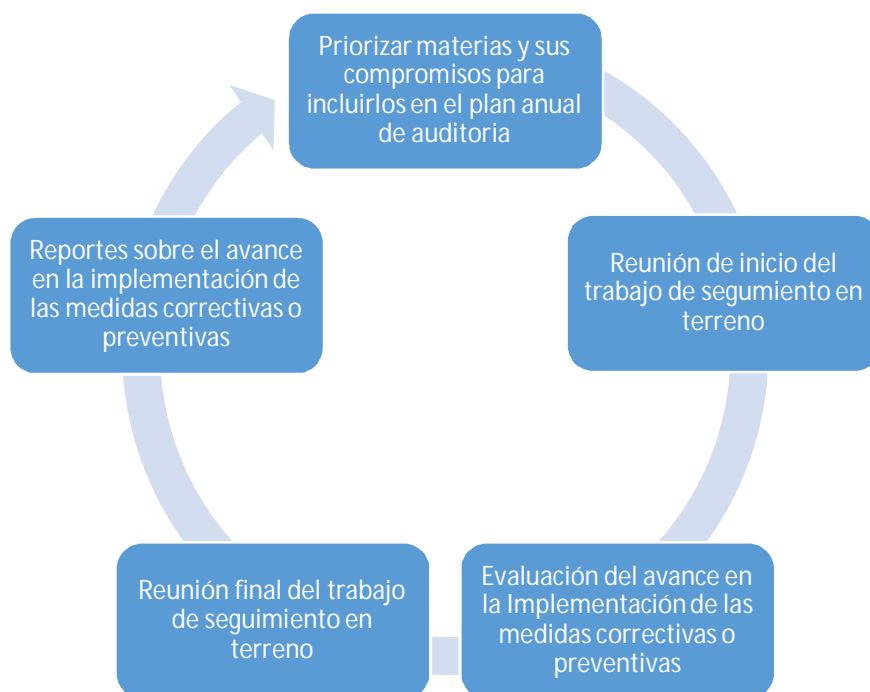 Priorizar materias y sus
compromisos para
incluirlos en el plan anual
de auditoria
Reunión de inicio del
trabajo de segumiento en
terreno
Evaluación del avance en
la Implementación de las
medidas correctivas o
preventivas
Reunión final del trabajo
de seguimiento en
terreno
Reportes sobre el avance
en la implementación de
las medidas correctivas o
preventivas